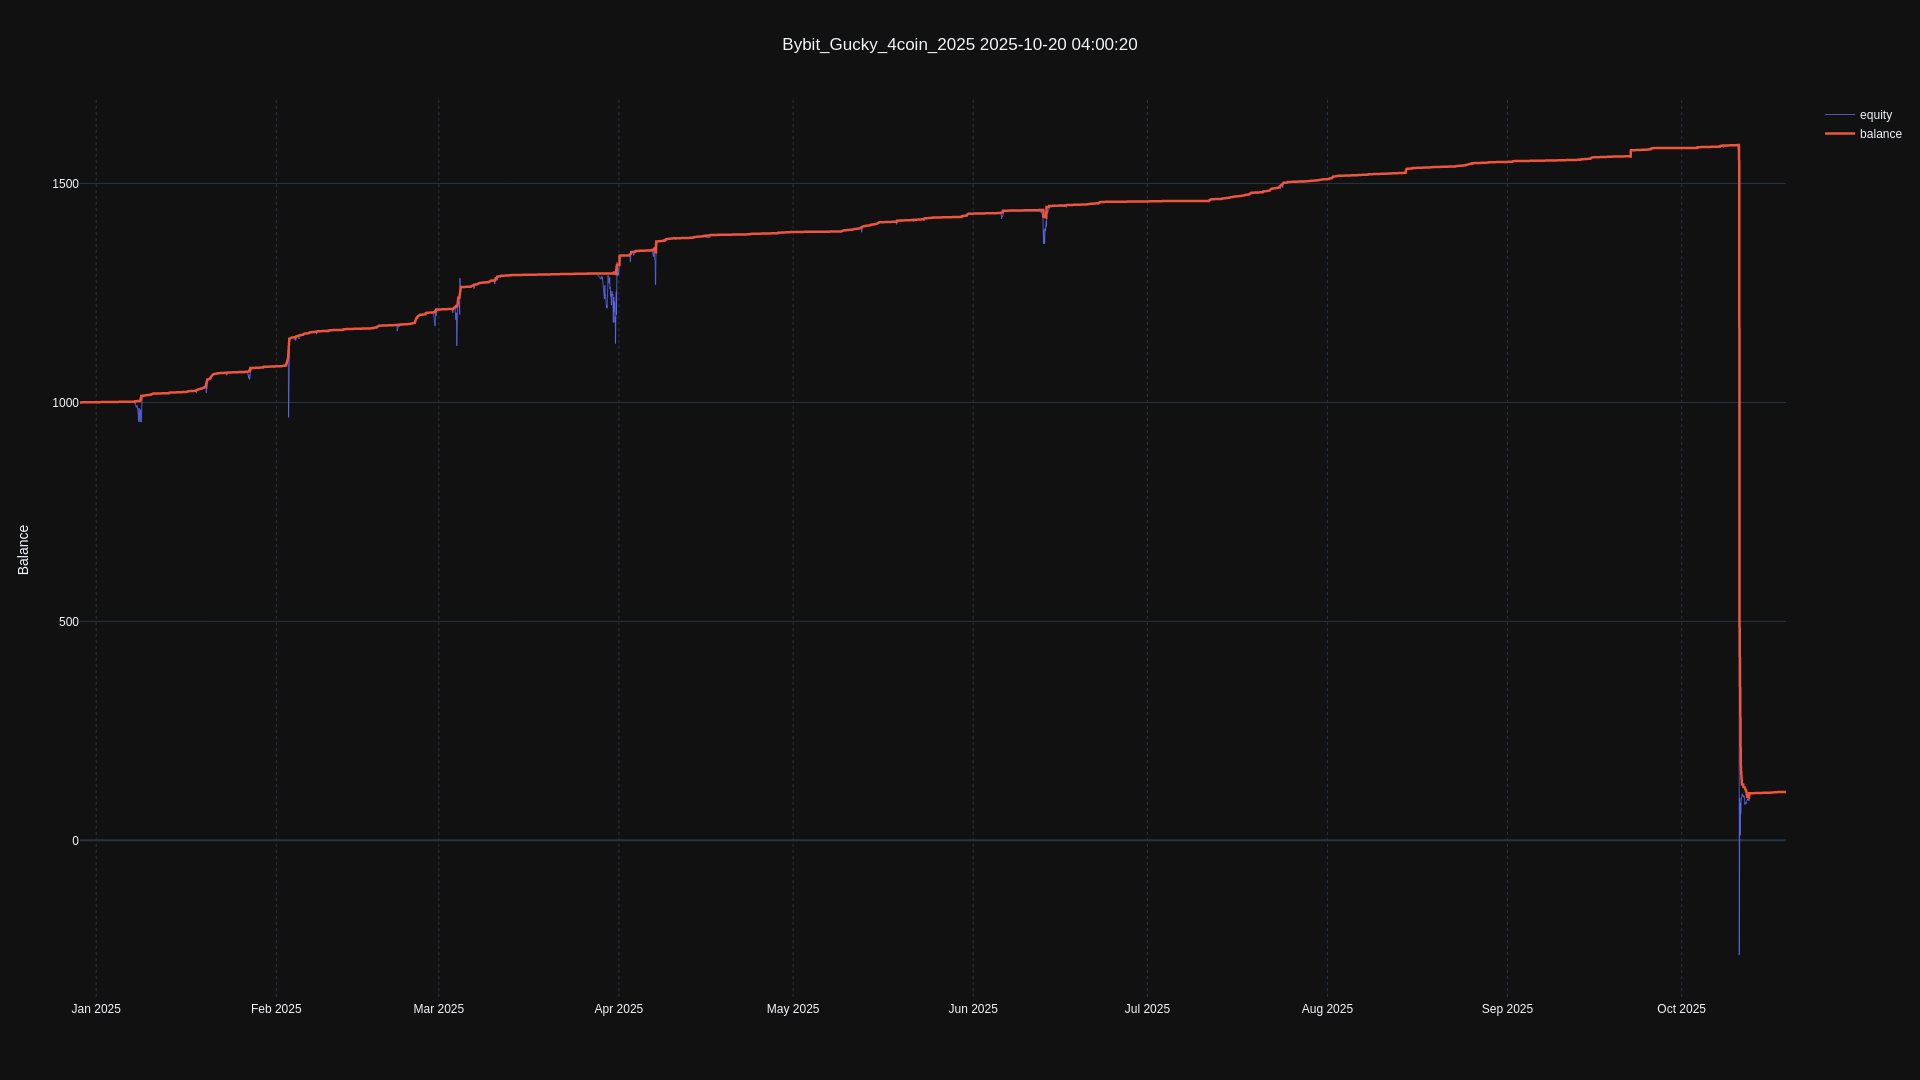 Bybit_Gucky_4coin_2025 2025-10-20 04:00:20
equity
balance
1500
1000
500
0
Balance
Jan 2025
Feb 2025
Mar 2025
Apr 2025
May 2025
Jun 2025
Jul 2025
Aug 2025
Sep 2025
Oct 2025